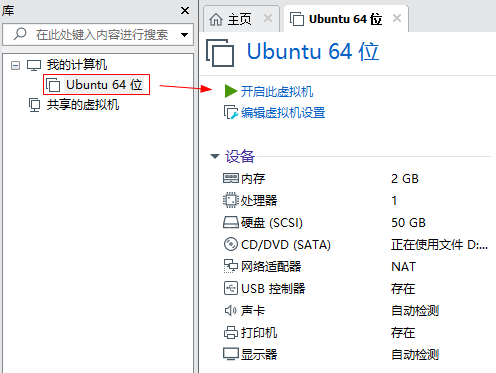 库
在此处键入内容进行搜索
我的计算机
Ubuntu 64 位
共享的虚拟机
主页
Ubuntu 64 位
Ubuntu 64 位
开启此虚拟机
编辑虚拟机设置
设备
内存 2 GB
处理器 1
硬盘 (SCSI) 50 GB
CD/DVD (SATA) 正在使用文件 D:...
网络适配器 NAT
USB 控制器 存在
声卡 自动检测
打印机 存在
显示器 自动检测